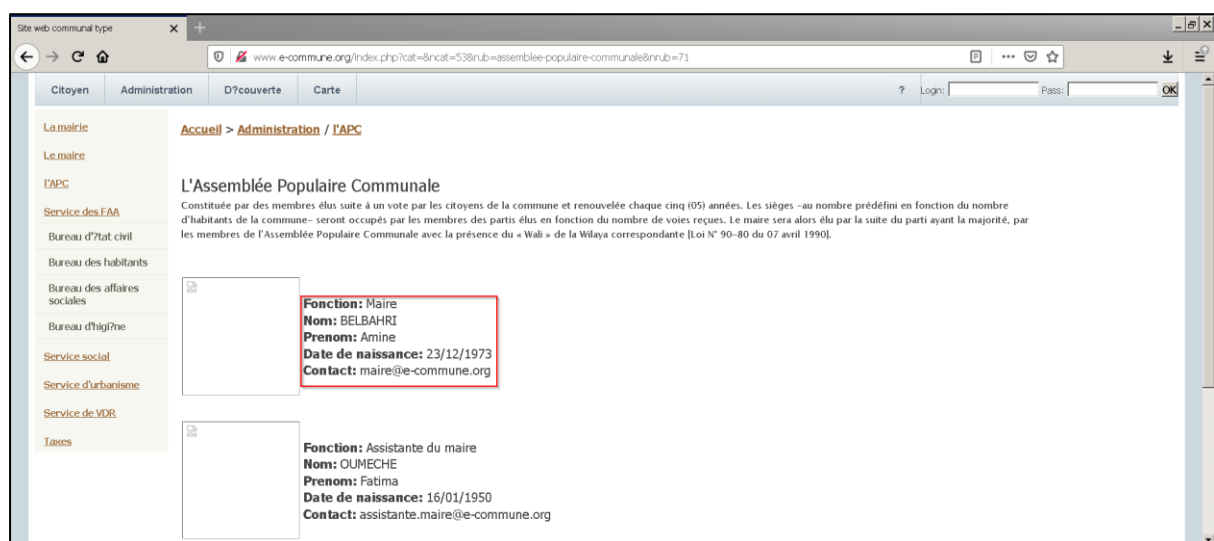 Site web communal type
www.e-commune.org/index.php?cat=&ncat=53&rub=assemblee-populaire-communale&nrub=71
Citoyen Administration D?couverte Carte ? Login: Pass: OK
La mairie
Le maire
l'APC
Service des FAA
Bureau d'?tat civil
Bureau des habitants
Bureau des affaires
sociales
Bureau d'higi?ne
Service social
Service d'urbanisme
Service de VDR
Taxes
Accueil > Administration / l'APC
L'Assemblée Populaire Communale
Constituée par des membres élus suite à un vote par les citoyens de la commune et renouvelée chaque cinq (05) années. Les sièges -au nombre prédéfini en fonction du nombre
d'habitants de la commune- seront occupés par les membres des partis élus en fonction du nombre de voies reçues. Le maire sera alors élu par la suite du parti ayant la majorité, par
les membres de l'Assemblée Populaire Communale avec la présence du « Wali » de la Wilaya correspondante [Loi N° 90-80 du 07 avril 1990].
Fonction: Maire
Nom: BELBAHRI
Prenom: Amine
Date de naissance: 23/12/1973
Contact: maire@e-commune.org
Fonction: Assistante du maire
Nom: OUMECHE
Prenom: Fatima
Date de naissance: 16/01/1950
Contact: assistante.maire@e-commune.org